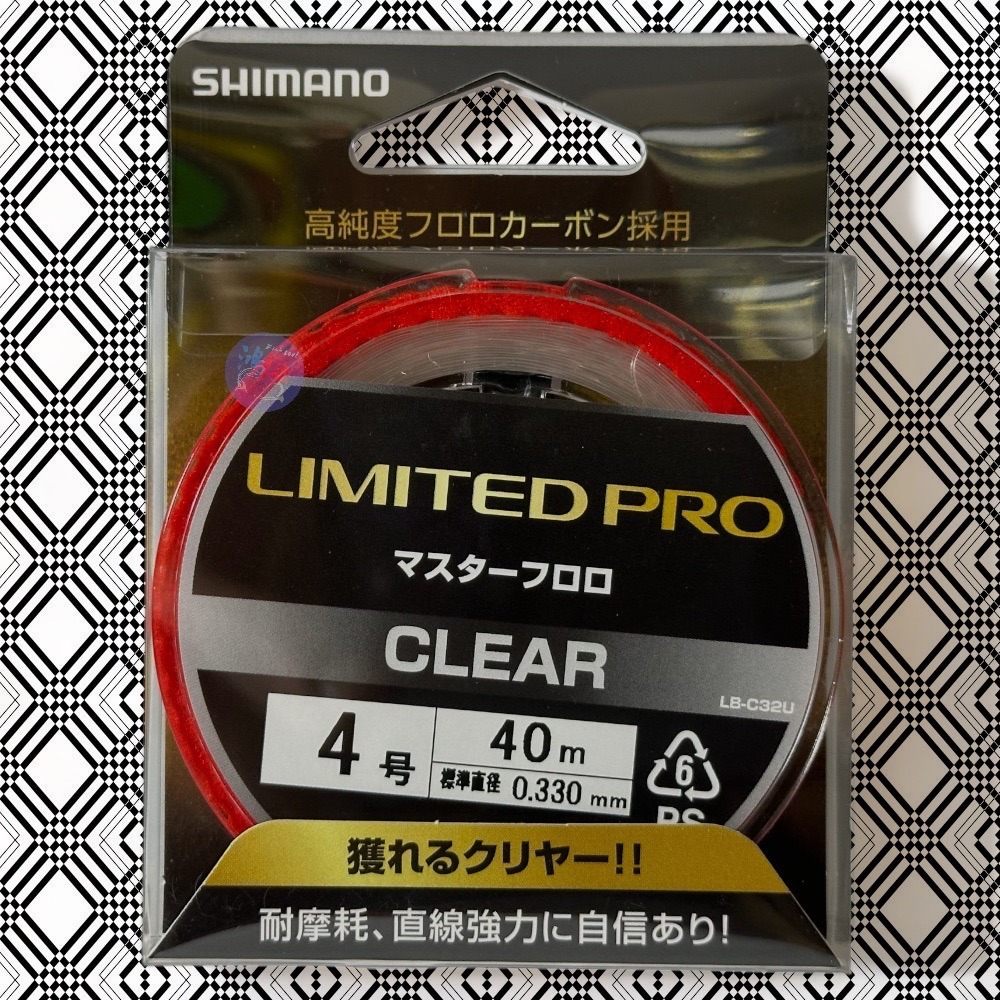 SHIMANO
高純度フロロカーボン採用
LIMITED PRO
マスターフロロ
CLEAR
LB-C32U
4号
40m
標準直径 0.330 mm
6
PS
獲れるクリヤー!!
耐摩耗、直線強力に自信あり!